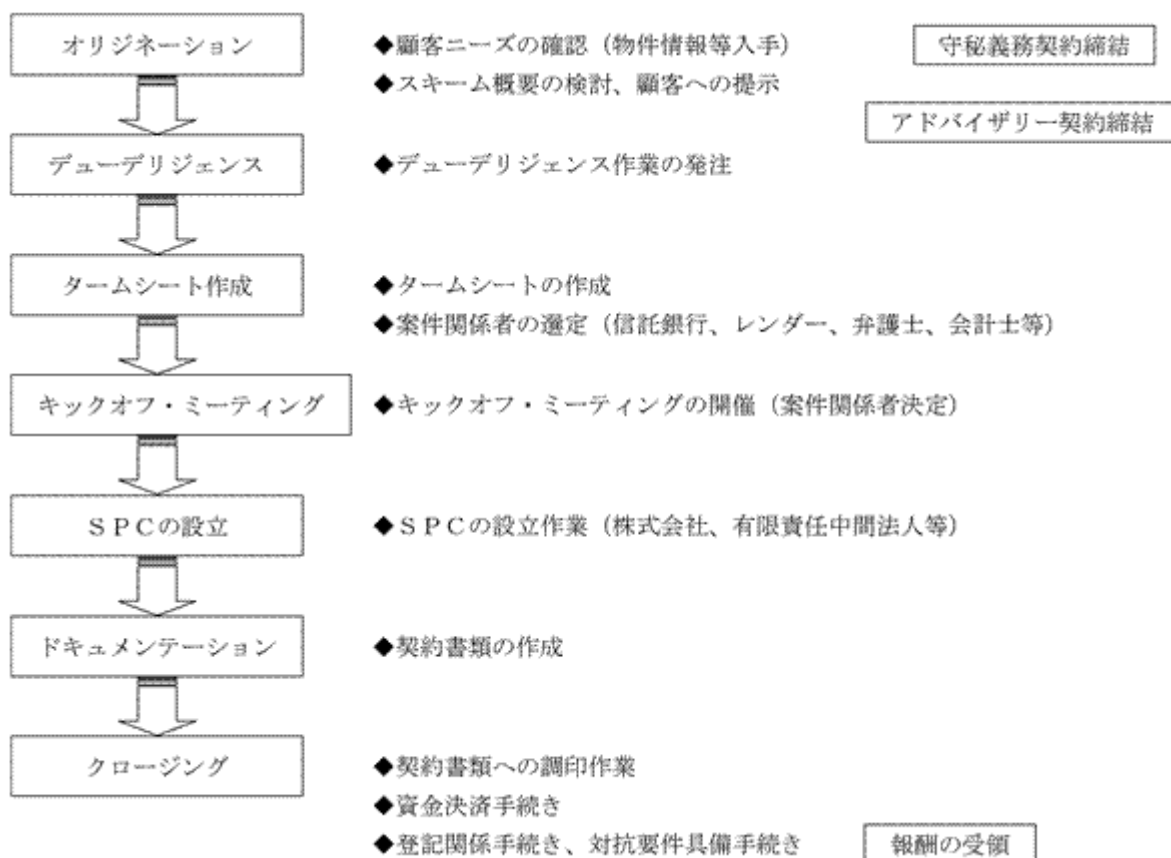 オリジネーション
◆顧客ニーズの確認（物件情報等入手）
守秘義務契約締結
◆スキーム概要の検討、顧客への提示
アドバイザリー契約締結
デューデリジェンス
◆デューデリジェンス作業の発注
タームシート作成
◆タームシートの作成
◆案件関係者の選定（信託銀行、レンダー、弁護士、会計士等）
キックオフ・ミーティング
◆キックオフ・ミーティングの開催（案件関係者決定）
ＳＰＣの設立
◆ＳＰＣの設立作業（株式会社、有限責任中間法人等）
ドキュメンテーション
◆契約書類の作成
クロージング
◆契約書類への調印作業
◆資金決済手続き
◆登記関係手続き、対抗要件具備手続き
報酬の受領